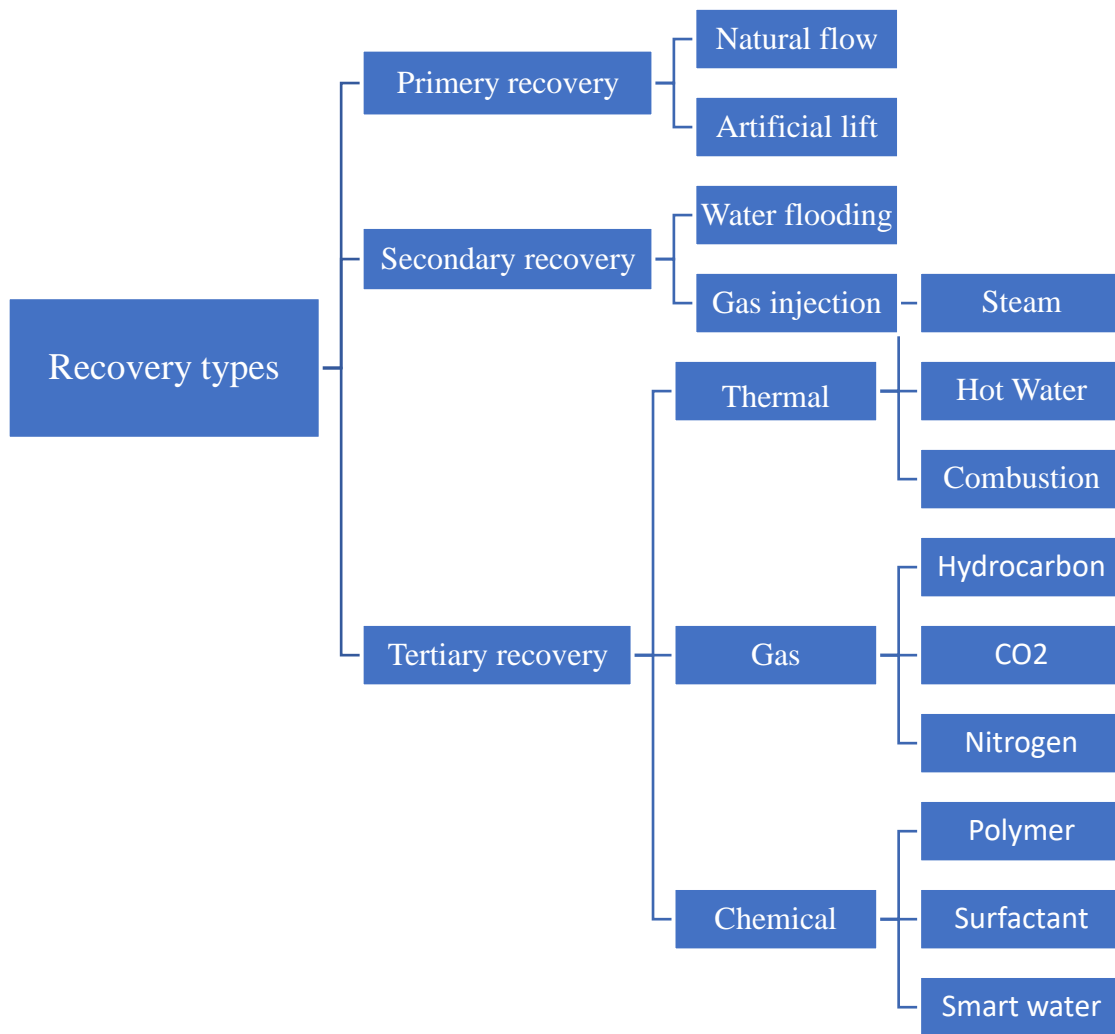 Recovery types
Primery recovery
Natural flow
Artificial lift
Secondary recovery
Water flooding
Gas injection
Tertiary recovery
Thermal
Steam
Hot Water
Combustion
Gas
Hydrocarbon
CO2
Nitrogen
Chemical
Polymer
Surfactant
Smart water